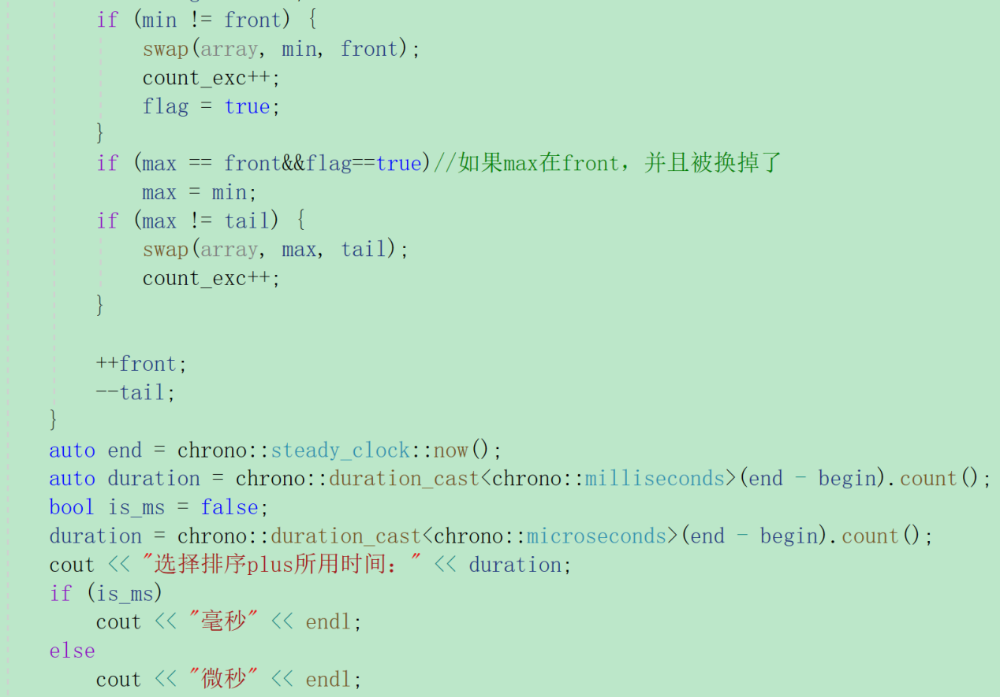 if (min != front) {
swap(array, min, front);
count_exc++;
flag = true;
}
if (max == front&&flag==true)//如果max在front，并且被换掉了
max = min;
if (max != tail) {
swap(array, max, tail);
count_exc++;
}
++front;
--tail;
}
auto end = chrono::steady_clock::now();
auto duration = chrono::duration_cast<chrono::milliseconds>(end - begin).count();
bool is_ms = false;
duration = chrono::duration_cast<chrono::microseconds>(end - begin).count();
cout << "选择排序plus所用时间：" << duration;
if (is_ms)
cout << "毫秒" << endl;
else
cout << "微秒" << endl;